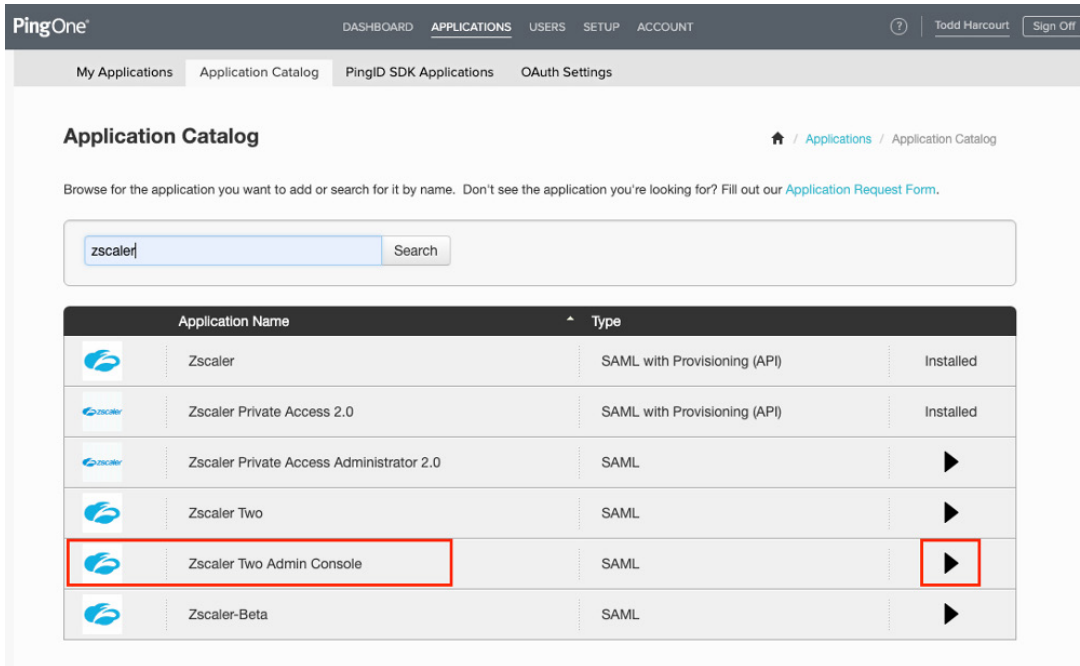 PingOne® DASHBOARD APPLICATIONS USERS SETUP ACCOUNT ? Todd Harcourt Sign Off
My Applications Application Catalog PingID SDK Applications OAuth Settings
Application Catalog / Applications / Application Catalog
Browse for the application you want to add or search for it by name. Don't see the application you're looking for? Fill out our Application Request Form.
zscaler Search
Application Name Type
Zscaler SAML with Provisioning (API) Installed
zscaler Zscaler Private Access 2.0 SAML with Provisioning (API) Installed
zscaler Zscaler Private Access Administrator 2.0 SAML
Zscaler Two SAML
Zscaler Two Admin Console SAML
Zscaler-Beta SAML